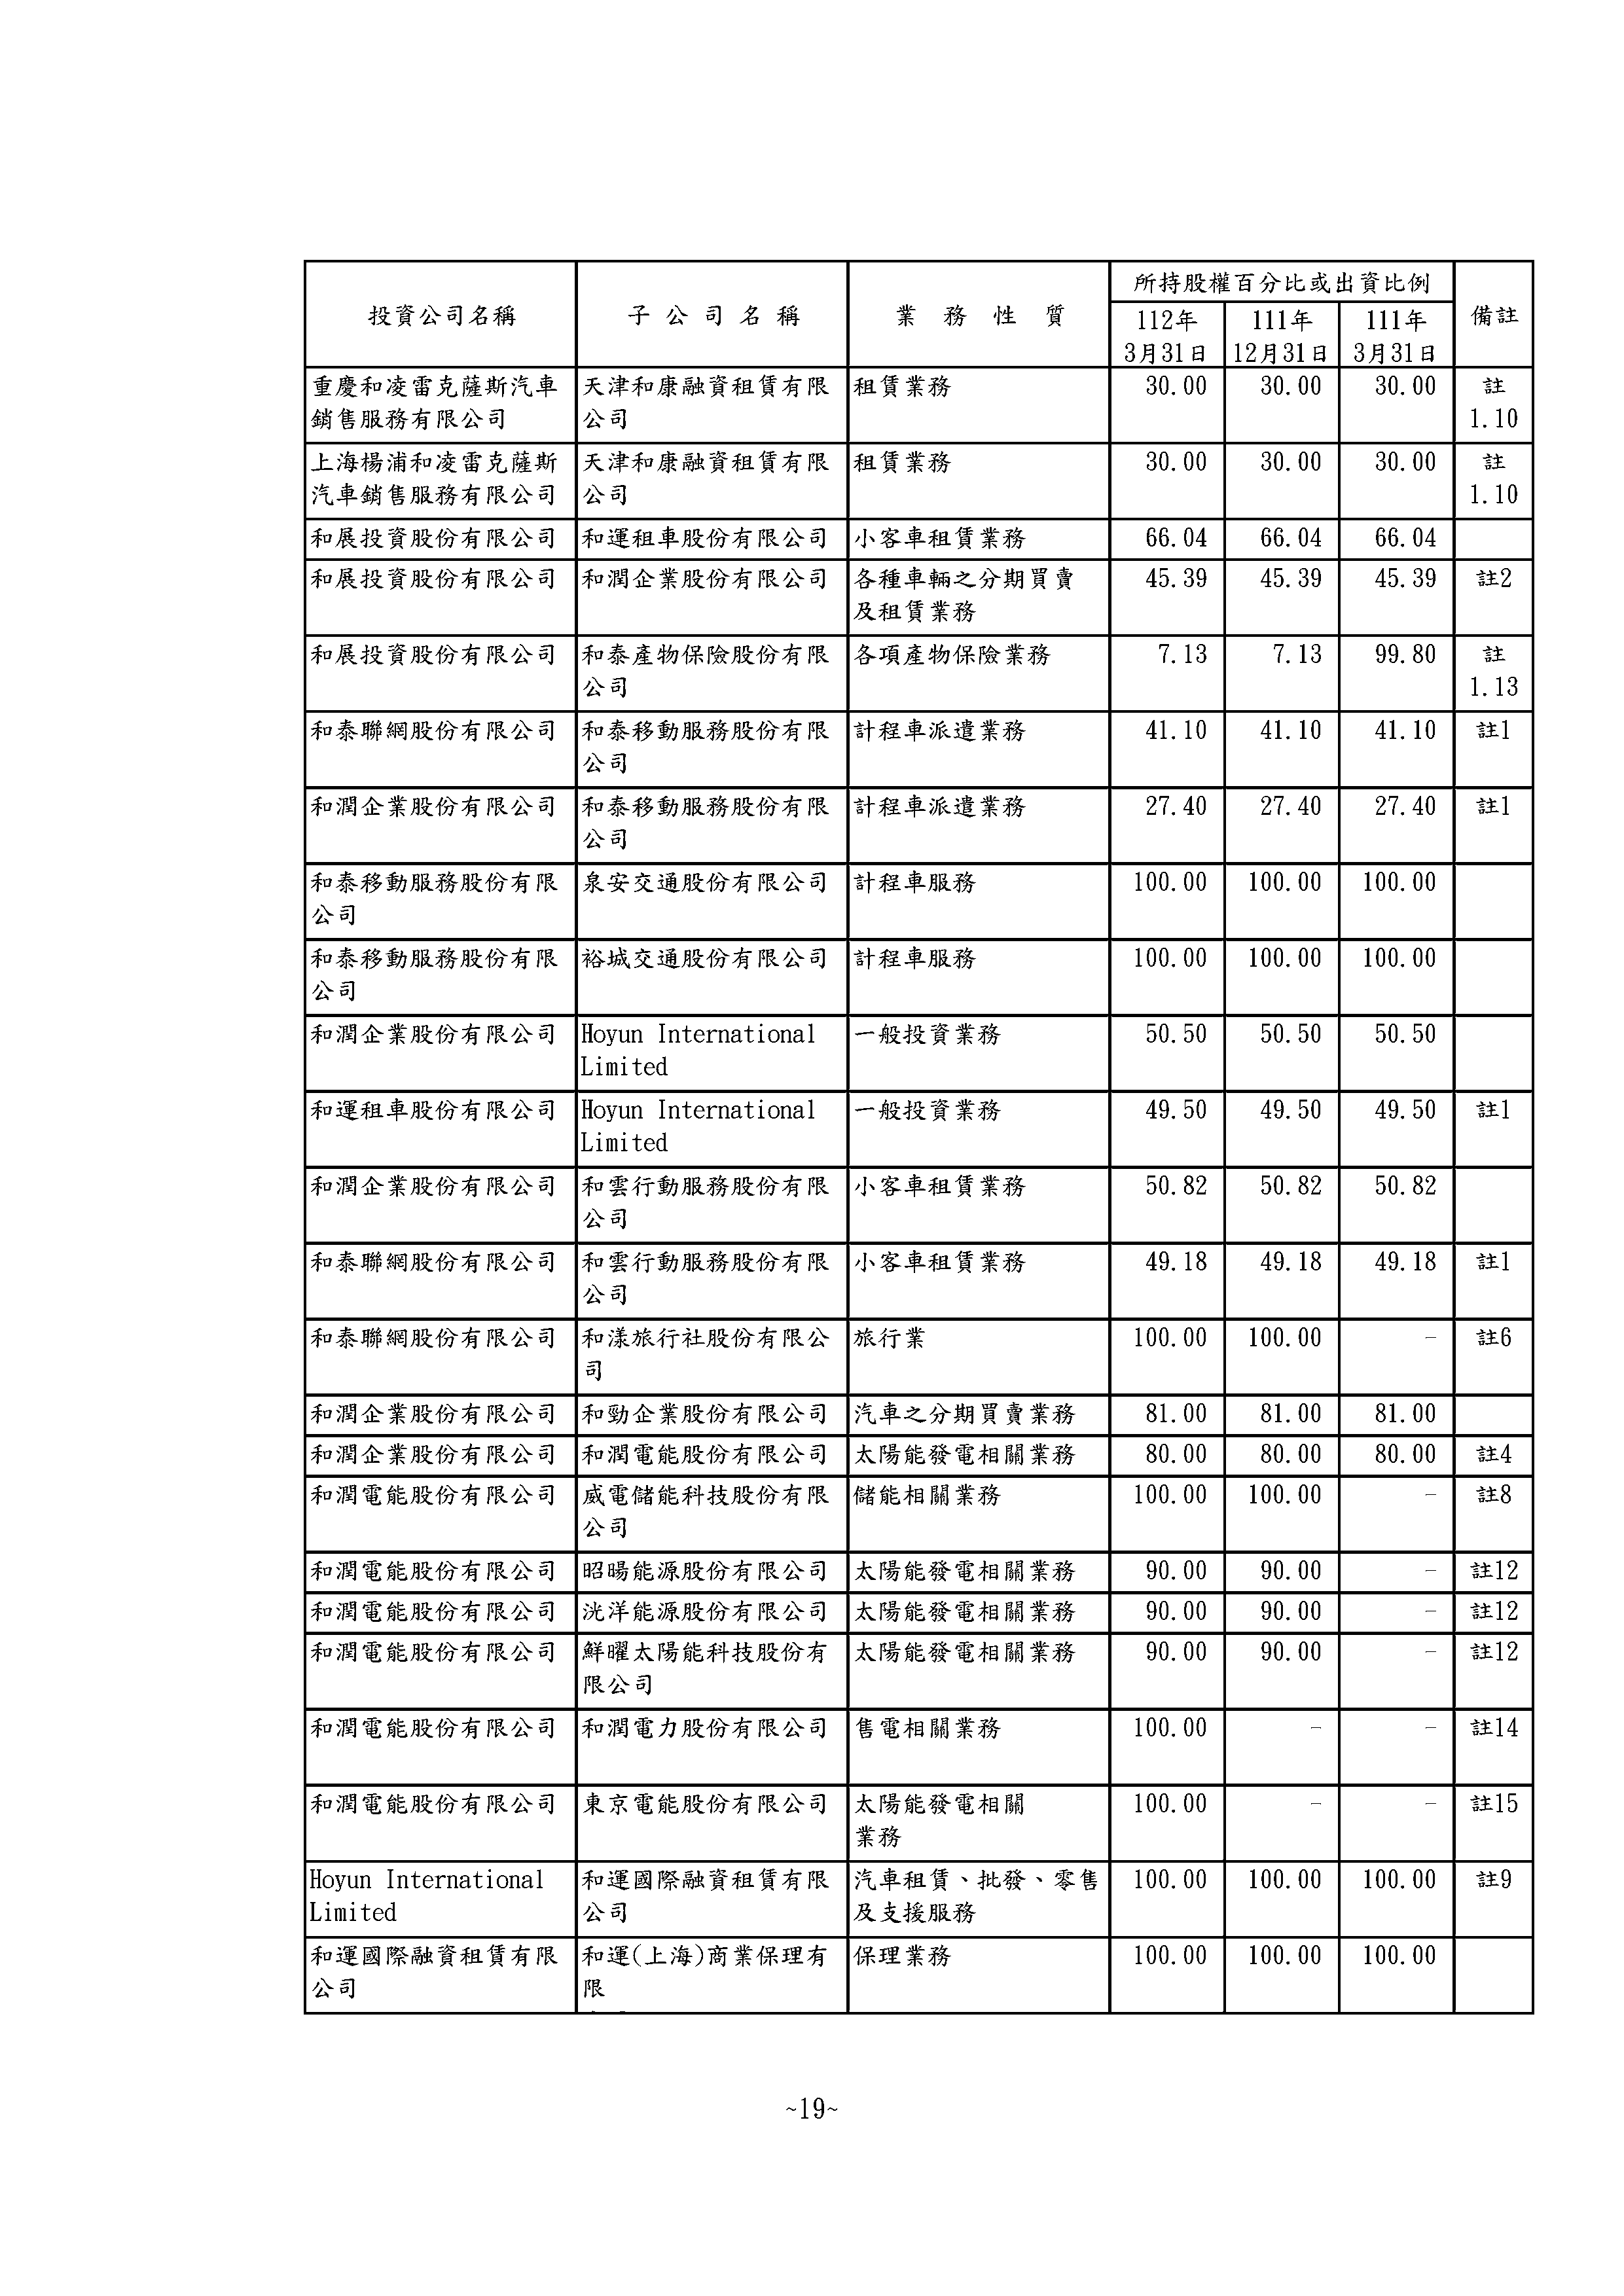 投資公司名稱 子公司名稱 業務性質 所持股權百分比或出資比例 備註
112年 111年 111年
3月31日 12月31日 3月31日
重慶和凌雷克薩斯汽車 天津和康融資租賃有限 租賃業務 30.00 30.00 30.00 註
銷售服務有限公司 公司 1.10
上海楊浦和凌雷克薩斯 天津和康融資租賃有限 租賃業務 30.00 30.00 30.00 註
汽車銷售服務有限公司 公司 1.10
和展投資股份有限公司 和運租車股份有限公司 小客車租賃業務 66.04 66.04 66.04
和展投資股份有限公司 和潤企業股份有限公司 各種車輛之分期買賣 45.39 45.39 45.39 註2
及租賃業務
和展投資股份有限公司 和泰產物保險股份有限 各項產物保險業務 7.13 7.13 99.80 註
公司 1.13
和泰聯網股份有限公司 和泰移動服務股份有限 計程車派遣業務 41.10 41.10 41.10 註1
公司
和潤企業股份有限公司 和泰移動服務股份有限 計程車派遣業務 27.40 27.40 27.40 註1
公司
和泰移動服務股份有限 泉安交通股份有限公司 計程車服務 100.00 100.00 100.00
公司
和泰移動服務股份有限 裕城交通股份有限公司 計程車服務 100.00 100.00 100.00
公司
和潤企業股份有限公司 Hoyun International 一般投資業務 50.50 50.50 50.50
Limited
和運租車股份有限公司 Hoyun International 一般投資業務 49.50 49.50 49.50 註1
Limited
和潤企業股份有限公司 和雲行動服務股份有限 小客車租賃業務 50.82 50.82 50.82
公司
和泰聯網股份有限公司 和雲行動服務股份有限 小客車租賃業務 49.18 49.18 49.18 註1
公司
和泰聯網股份有限公司 和漾旅行社股份有限公 旅行業 100.00 100.00 - 註6
司
和潤企業股份有限公司 和勁企業股份有限公司 汽車之分期買賣業務 81.00 81.00 81.00
和潤企業股份有限公司 和潤電能股份有限公司 太陽能發電相關業務 80.00 80.00 80.00 註4
和潤電能股份有限公司 威電儲能科技股份有限 儲能相關業務 100.00 100.00 - 註8
公司
和潤電能股份有限公司 昭暘能源股份有限公司 太陽能發電相關業務 90.00 90.00 - 註12
和潤電能股份有限公司 洸洋能源股份有限公司 太陽能發電相關業務 90.00 90.00 - 註12
和潤電能股份有限公司 鮮曜太陽能科技股份有 太陽能發電相關業務 90.00 90.00 - 註12
限公司
和潤電能股份有限公司 和潤電力股份有限公司 售電相關業務 100.00 - - 註14
和潤電能股份有限公司 東京電能股份有限公司 太陽能發電相關 100.00 - - 註15
業務
Hoyun International 和運國際融資租賃有限 汽車租賃、批發、零售 100.00 100.00 100.00 註9
Limited 公司 及支援服務
和運國際融資租賃有限 和運(上海)商業保理有 保理業務 100.00 100.00 100.00
公司 限
~19~